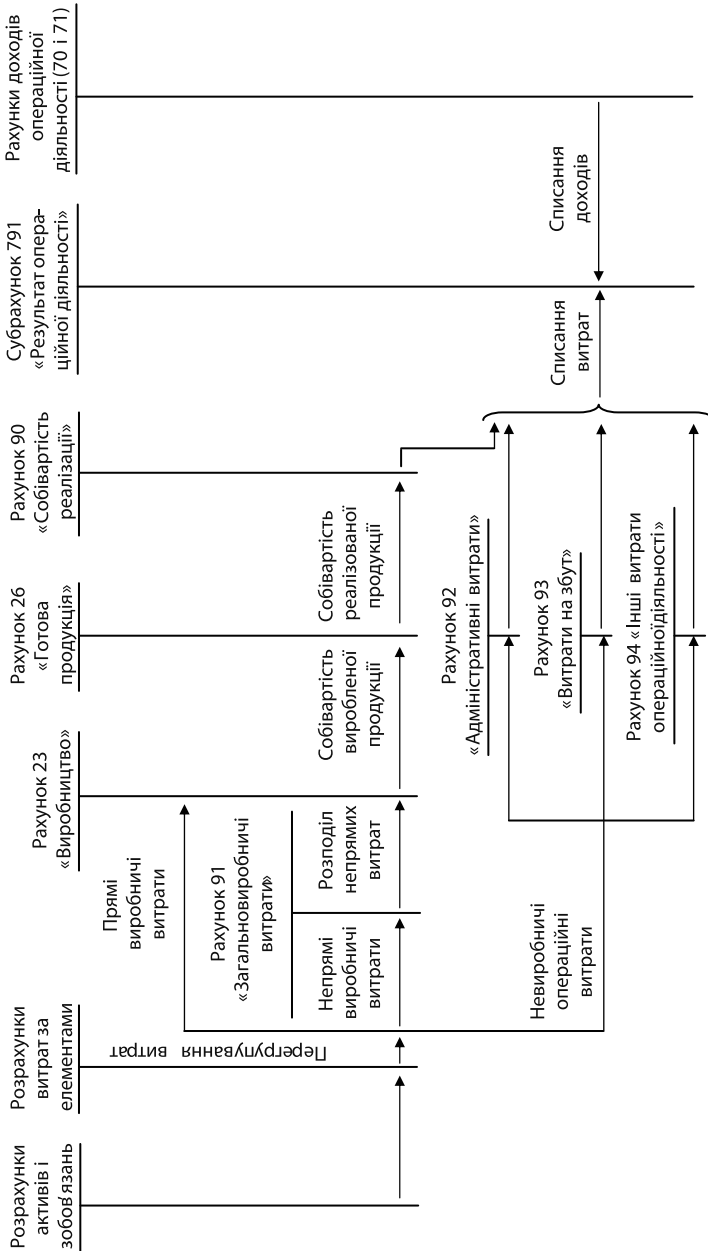 Розрахунки
активів і
зобов'язань
Розрахунки
витрат за
елементами
Рахунок 23
«Виробництво»
Рахунок 26
«Готова
продукція»
Рахунок 90
«Собівартість
реалізації»
Субрахунок 791
«Результат опера-
ційної діяльності»
Рахунки доходів
операційної
діяльності (70 і 71)
Перегрупування витрат
Прямі
виробничі
витрати
Рахунок 91
«Загальновиробничі
витрати»
Непрямі
виробничі
витрати
Розподіл
непрямих
витрат
Собівартість
виробленої
продукції
Собівартість
реалізованої
продукції
Невиробничі
операційні
витрати
Рахунок 92
«Адміністративні витрати»
Рахунок 93
«Витрати на збут»
Рахунок 94 «Інші витрати
операційноїдіяльності»
Списання
витрат
Списання
доходів